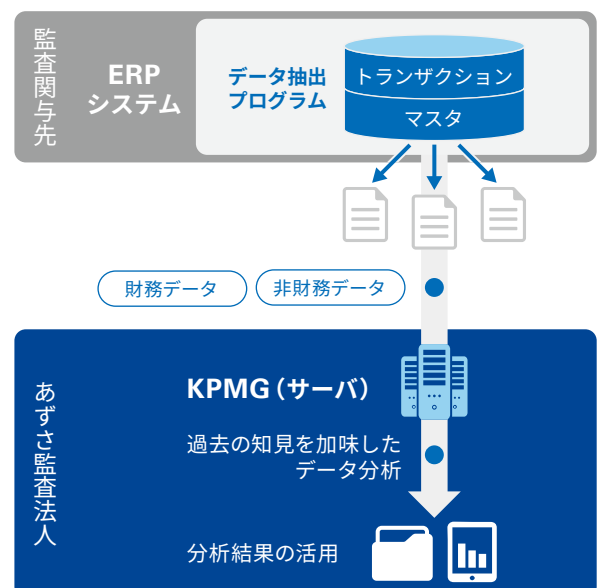 監査関与先
ERP
システム
データ抽出
プログラム
トランザクション
マスタ
財務データ
非財務データ
あずさ監査法人
KPMG（サーバ）
過去の知見を加味した
データ分析
分析結果の活用